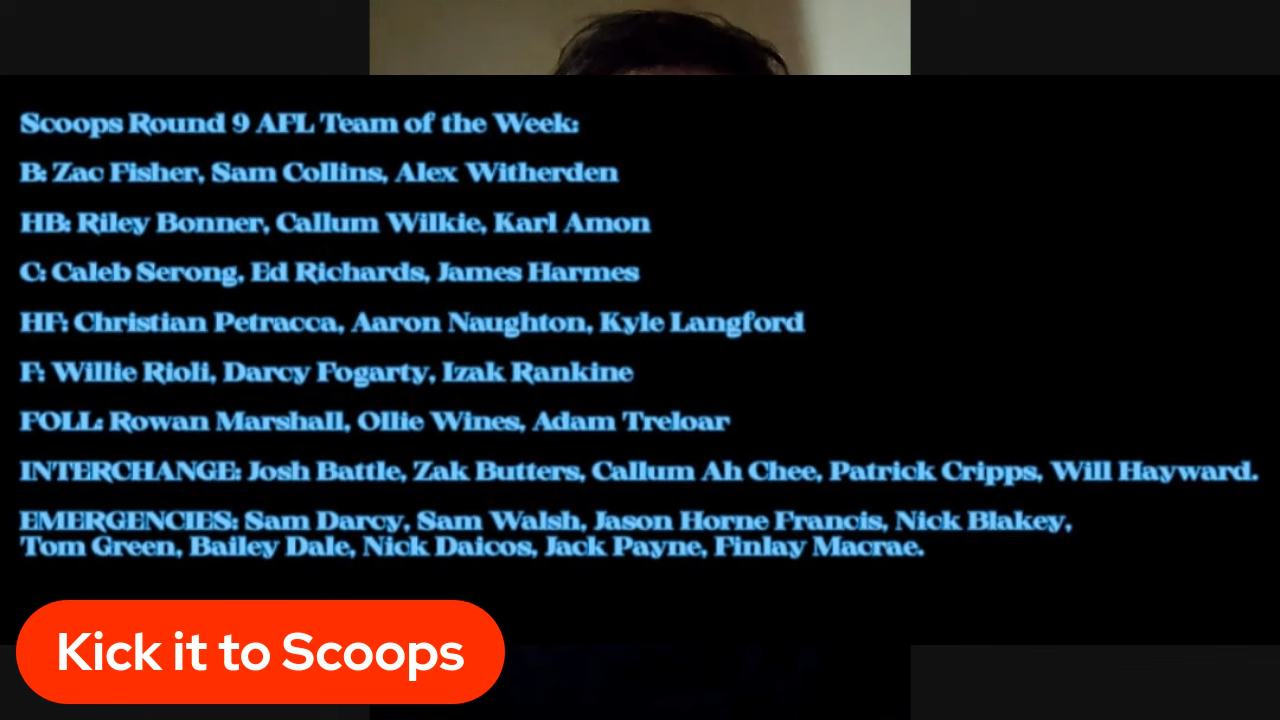 Scoops Round 9 AFL Team of the Week:
B: Zac Fisher, Sam Collins, Alex Witherden
HB: Riley Bonner, Callum Wilkie, Karl Amon
C: Caleb Serong, Ed Richards, James Harmes
HF: Christian Petracca, Aaron Naughton, Kyle Langford
F: Willie Rioli, Darcy Fogarty, Izak Rankine
FOLL: Rowan Marshall, Ollie Wines, Adam Treloar
INTERCHANGE: Josh Battle, Zak Butters, Callum Ah Chee, Patrick Cripps, Will Hayward.
EMERGENCIES: Sam Darcy, Sam Walsh, Jason Horne Francis, Nick Blakey,
Tom Green, Bailey Dale, Nick Daicos, Jack Payne, Finlay Macrae.
Kick it to Scoops